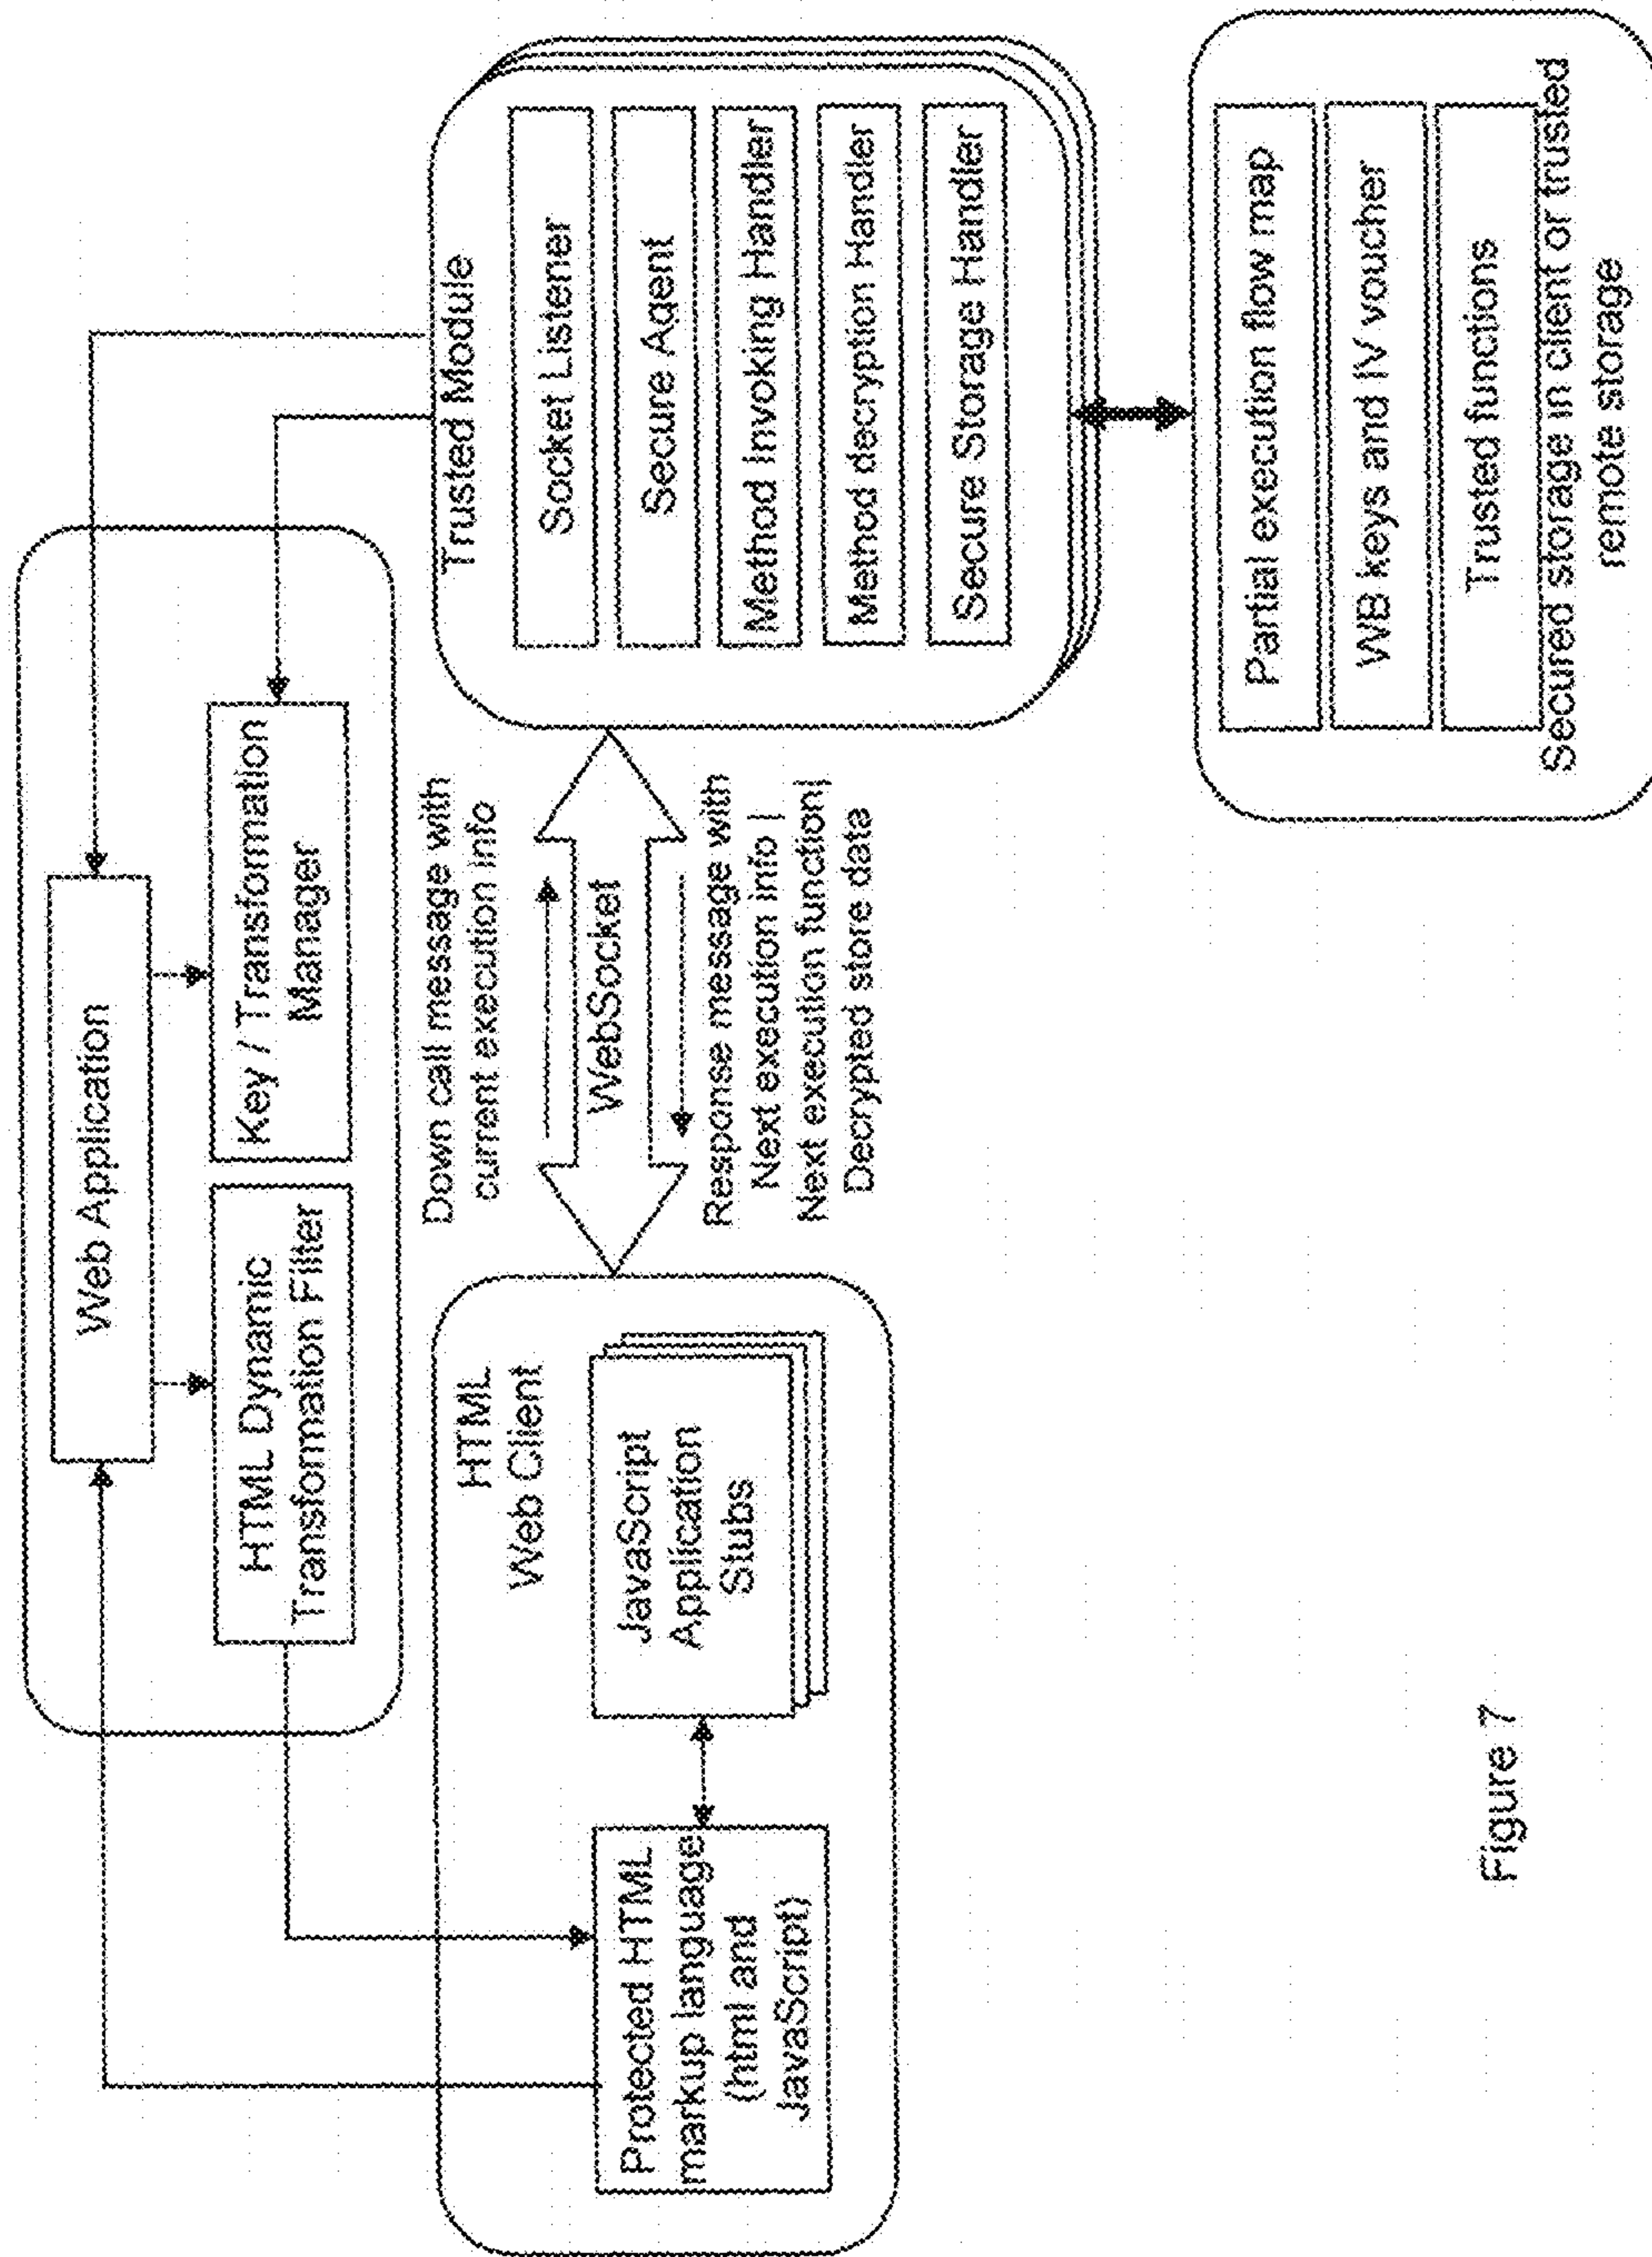 Web Application
HTML Dynamic
Transformation Filter
Key / Transformation
Manager
HTML
Web Client
Protected HTML
markup language
(html and
JavaScript)
JavaScript
Application
Stubs
Down call message with
current execution info
WebSocket
Response message with
Next execution info |
Next execution function|
Decrypted store data
Trusted Module
Socket Listener
Secure Agent
Method Invoking Handler
Method decryption Handler
Secure Storage Handler
Partial execution flow map
WB keys and IV voucher
Trusted functions
Secured storage in client or trusted
remote storage
Figure 7